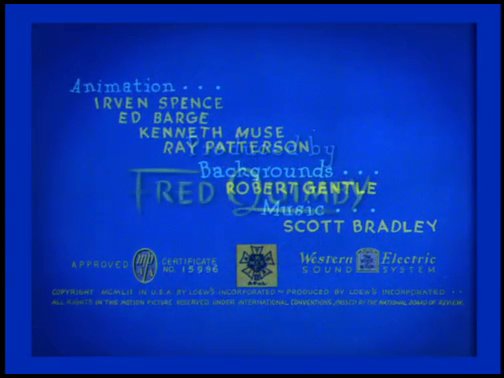 Animation . . .
IRVEN SPENCE
ED BARGE
KENNETH MUSE
RAY PATTERSON
Produced by
Backgrounds . . .
ROBERT GENTLE
FRED QUIMBY
Music . . .
SCOTT BRADLEY
APPROVED MPPDA CERTIFICATE NO. 15996
Western Electric
SOUND SYSTEM
COPYRIGHT MCMLII IN U.S.A BY LOEW'S INCORPORATED PRODUCED BY LOEW'S INCORPORATED
ALL RIGHTS IN THIS MOTION PICTURE RESERVED UNDER INTERNATIONAL CONVENTIONS PASSED BY THE NATIONAL BOARD OF REVIEW